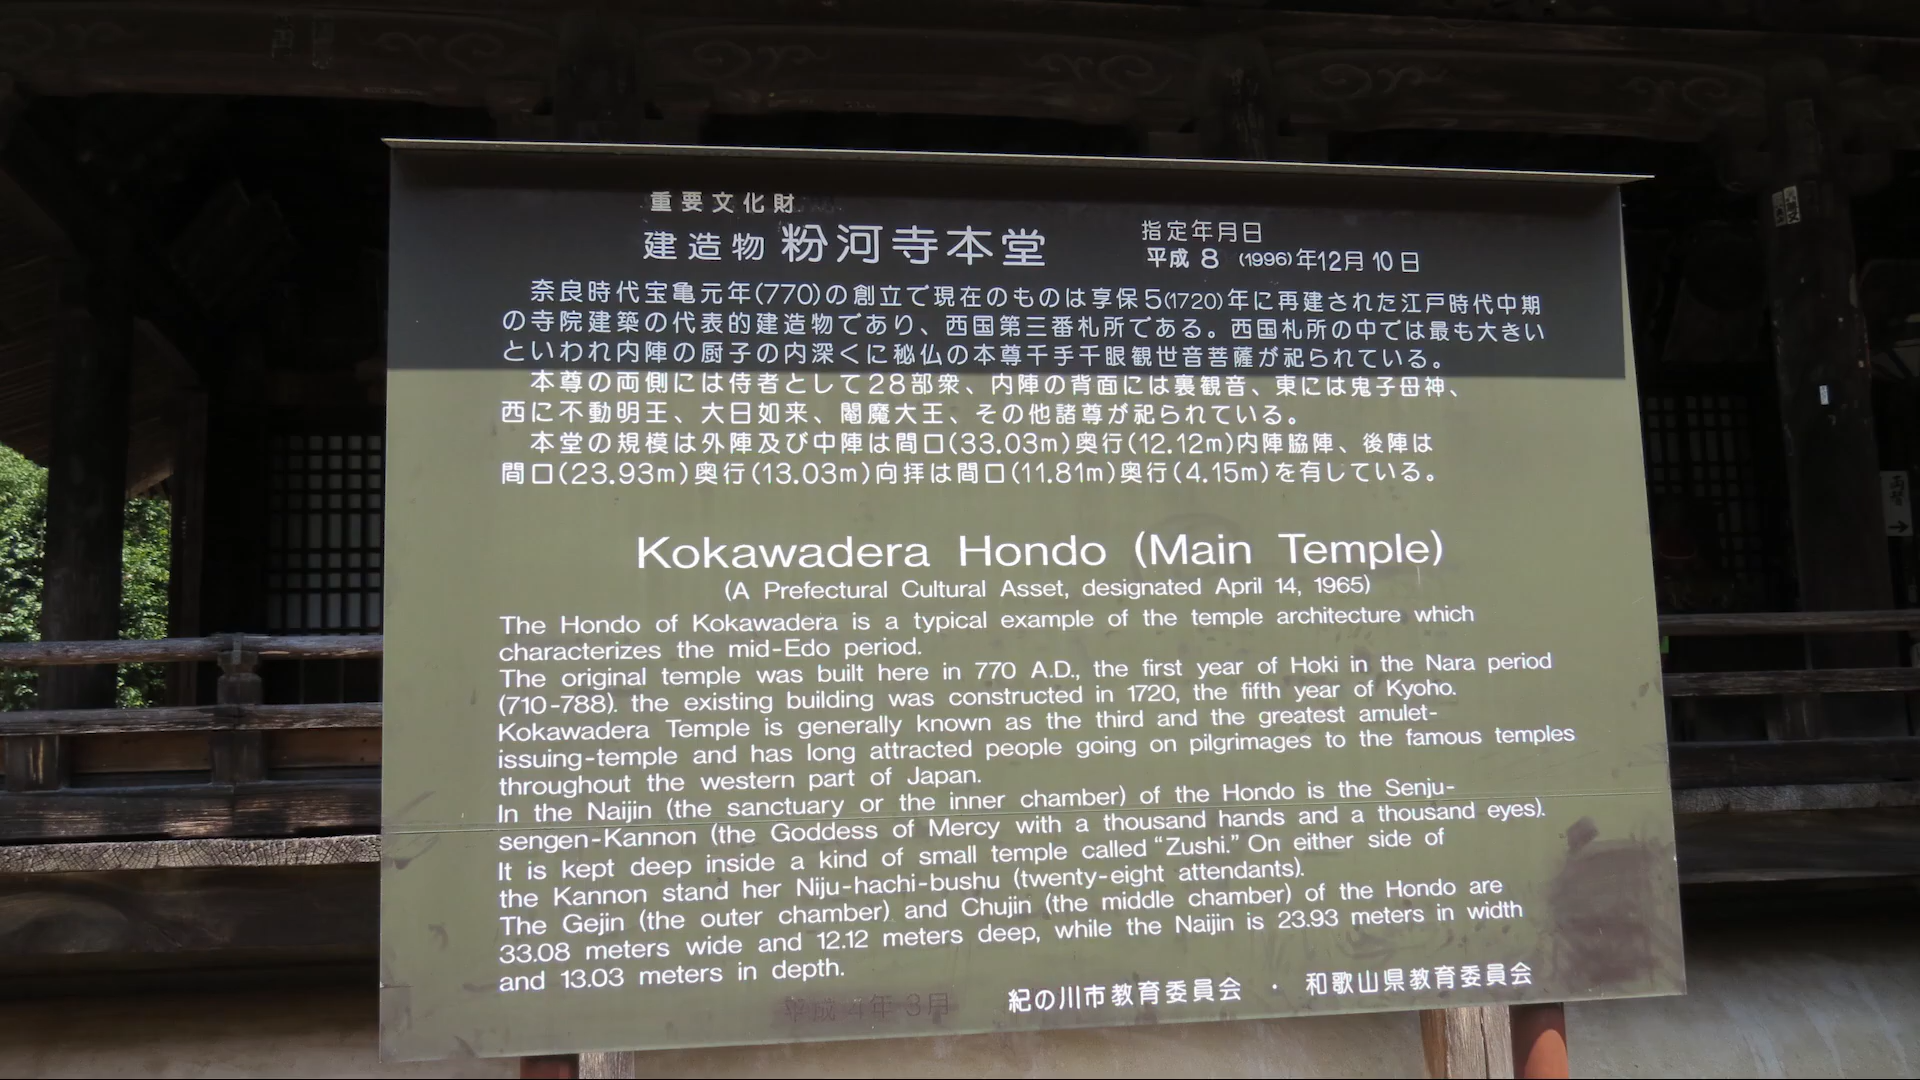 重要文化財
建造物 粉河寺本堂
指定年月日
平成8(1996)年12月10日
奈良時代宝亀元年(770)の創立で現在のものは享保5(1720)年に再建された江戸時代中期
の寺院建築の代表的建造物であり、西国第三番札所である。西国札所の中では最も大きい
といわれ内陣の厨子の内深くに秘仏の本尊千手千眼観世音菩薩が祀られている。
本尊の両側には侍者として28部衆、内陣の背面には裏観音、東には鬼子母神、
西に不動明王、大日如来、閻魔大王、その他諸尊が祀られている。
本堂の規模は外陣及び中陣は間口(33.03m)奥行(12.12m)内陣脇陣、後陣は
間口(23.93m)奥行(13.03m)向拝は間口(11.81m)奥行(4.15m)を有している。
Kokawadera Hondo (Main Temple)
(A Prefectural Cultural Asset, designated April 14, 1965)
The Hondo of Kokawadera is a typical example of the temple architecture which
characterizes the mid-Edo period.
The original temple was built here in 770 A.D., the first year of Hoki in the Nara period
(710-788). the existing building was constructed in 1720, the fifth year of Kyoho.
Kokawadera Temple is generally known as the third and the greatest amulet-
issuing-temple and has long attracted people going on pilgrimages to the famous temples
throughout the western part of Japan.
In the Naijin (the sanctuary or the inner chamber) of the Hondo is the Senju-
sengen-Kannon (the Goddess of Mercy with a thousand hands and a thousand eyes).
It is kept deep inside a kind of small temple called "Zushi." On either side of
the Kannon stand her Niju-hachi-bushu (twenty-eight attendants).
The Gejin (the outer chamber) and Chujin (the middle chamber) of the Hondo are
33.08 meters wide and 12.12 meters deep, while the Naijin is 23.93 meters in width
and 13.03 meters in depth.
平成4年3月
紀の川市教育委員会 ・ 和歌山県教育委員会